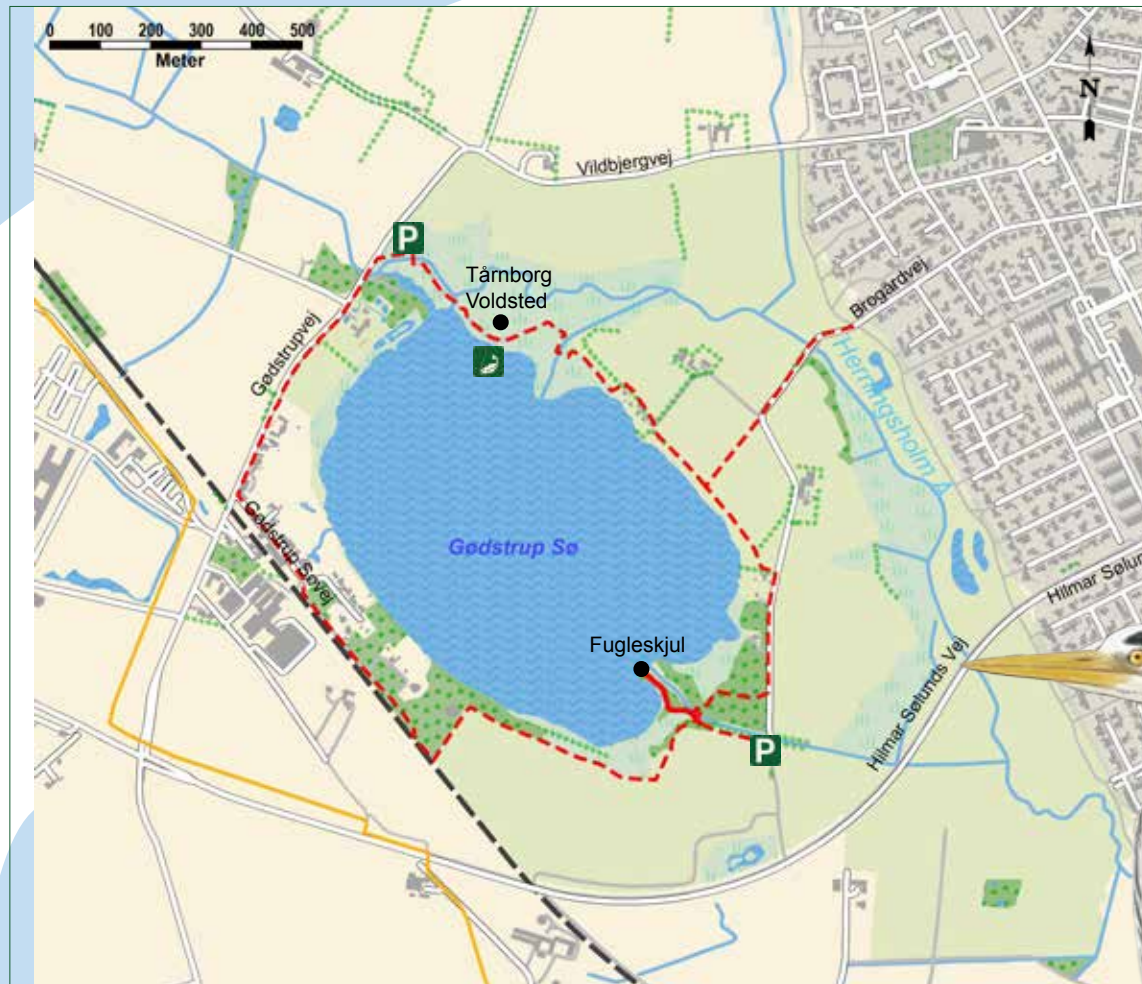 0 100 200 300 400 500
Meter
N
Vildbjergvej
P
Tårnborg
Voldsted
Brogårdvej
Gødstrupvej
Herningsholm Å
Gødstrup Søvej
Gødstrup Sø
Hilmar Sølund
Fugleskjul
Hilmar Sølunds Vej
P